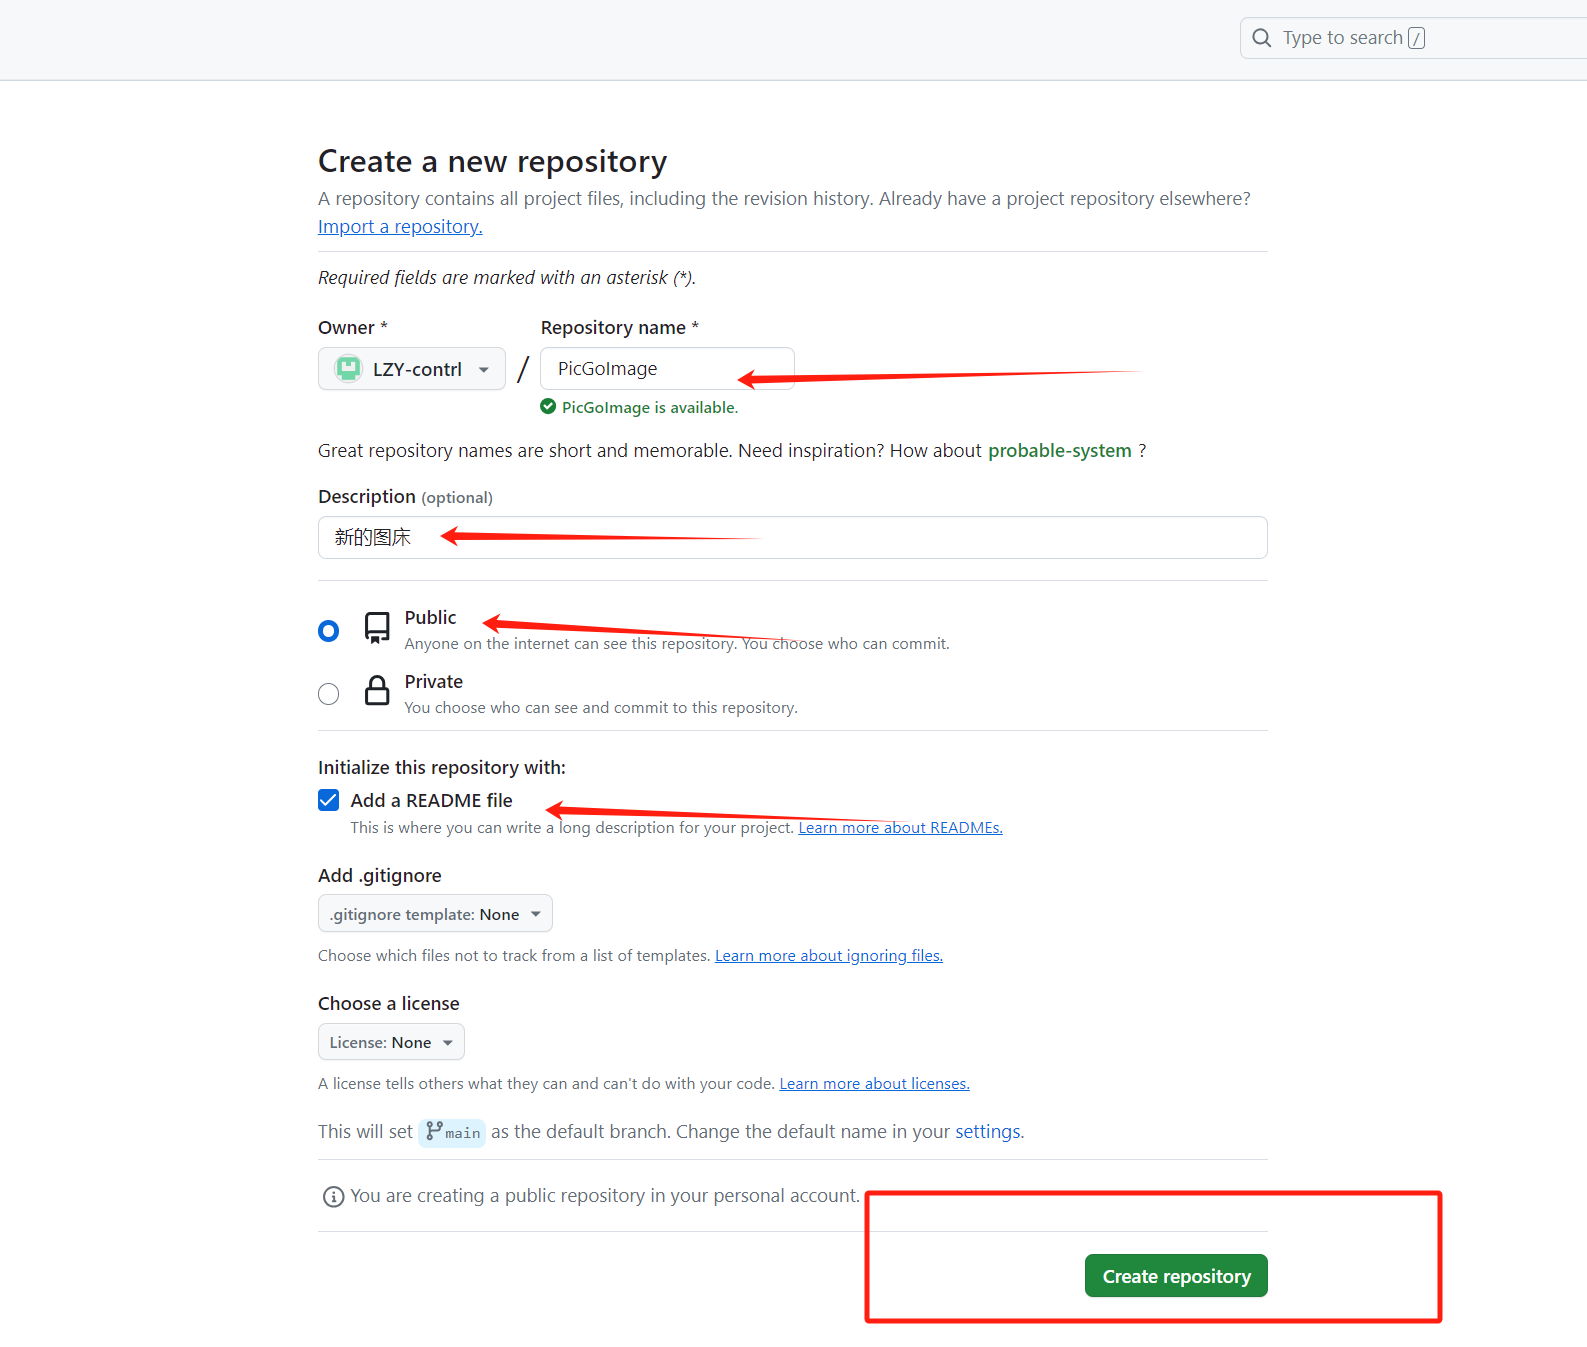 Type to search /
Create a new repository
A repository contains all project files, including the revision history. Already have a project repository elsewhere?
Import a repository.
Required fields are marked with an asterisk (*).
Owner *
Repository name *
LZY-contrl
/
PicGoImage
PicGoImage is available.
Great repository names are short and memorable. Need inspiration? How about probable-system ?
Description (optional)
新的图床
Public
Anyone on the internet can see this repository. You choose who can commit.
Private
You choose who can see and commit to this repository.
Initialize this repository with:
Add a README file
This is where you can write a long description for your project. Learn more about READMEs.
Add .gitignore
.gitignore template: None
Choose which files not to track from a list of templates. Learn more about ignoring files.
Choose a license
License: None
A license tells others what they can and can't do with your code. Learn more about licenses.
This will set main as the default branch. Change the default name in your settings.
You are creating a public repository in your personal account.
Create repository